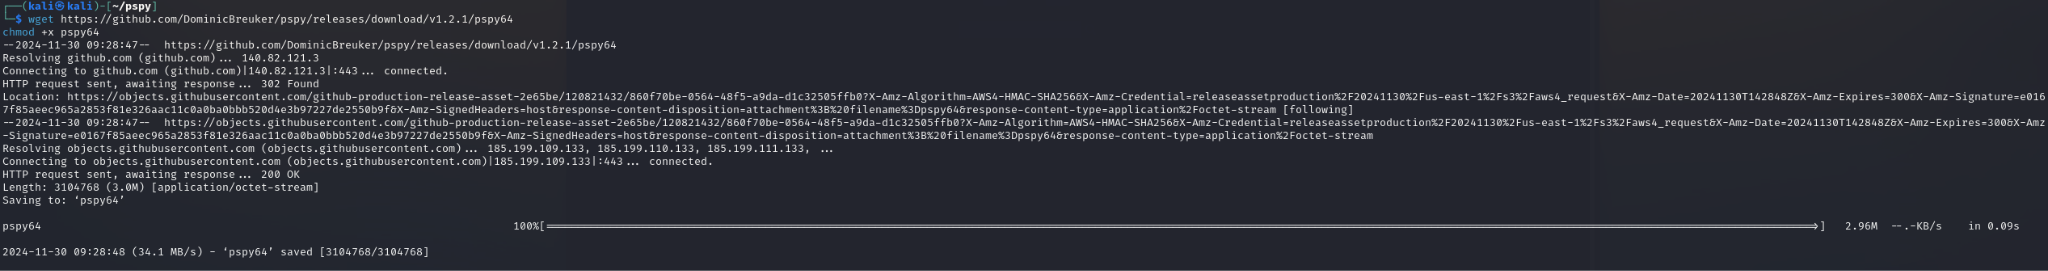 ┌──(kali㉿kali)-[~/pspy]
└─$ wget https://github.com/DominicBreuker/pspy/releases/download/v1.2.1/pspy64
chmod +x pspy64
--2024-11-30 09:28:47--  https://github.com/DominicBreuker/pspy/releases/download/v1.2.1/pspy64
Resolving github.com (github.com)... 140.82.121.3
Connecting to github.com (github.com)|140.82.121.3|:443... connected.
HTTP request sent, awaiting response... 302 Found
Location: https://objects.githubusercontent.com/github-production-release-asset-2e65be/120821432/860f70be-0564-48f5-a9da-d1c32505ffb0?X-Amz-Algorithm=AWS4-HMAC-SHA256&X-Amz-Credential=releaseassetproduction%2F20241130%2Fus-east-1%2Fs3%2Faws4_request&X-Amz-Date=20241130T142848Z&X-Amz-Expires=300&X-Amz-Signature=e016
7f85aeec965a2853f81e326aac11c0a0ba0bbb520d4e3b97227de2550b9f&X-Amz-SignedHeaders=host&response-content-disposition=attachment%3B%20filename%3Dpspy64&response-content-type=application%2Foctet-stream [following]
--2024-11-30 09:28:47--  https://objects.githubusercontent.com/github-production-release-asset-2e65be/120821432/860f70be-0564-48f5-a9da-d1c32505ffb0?X-Amz-Algorithm=AWS4-HMAC-SHA256&X-Amz-Credential=releaseassetproduction%2F20241130%2Fus-east-1%2Fs3%2Faws4_request&X-Amz-Date=20241130T142848Z&X-Amz-Expires=300&X-Amz
-Signature=e0167f85aeec965a2853f81e326aac11c0a0ba0bbb520d4e3b97227de2550b9f&X-Amz-SignedHeaders=host&response-content-disposition=attachment%3B%20filename%3Dpspy64&response-content-type=application%2Foctet-stream
Resolving objects.githubusercontent.com (objects.githubusercontent.com)... 185.199.109.133, 185.199.110.133, 185.199.111.133, ...
Connecting to objects.githubusercontent.com (objects.githubusercontent.com)|185.199.109.133|:443... connected.
HTTP request sent, awaiting response... 200 OK
Length: 3104768 (3.0M) [application/octet-stream]
Saving to: ‘pspy64’
pspy64 100%[===================>] 2.96M --.-KB/s in 0.09s
2024-11-30 09:28:48 (34.1 MB/s) - ‘pspy64’ saved [3104768/3104768]